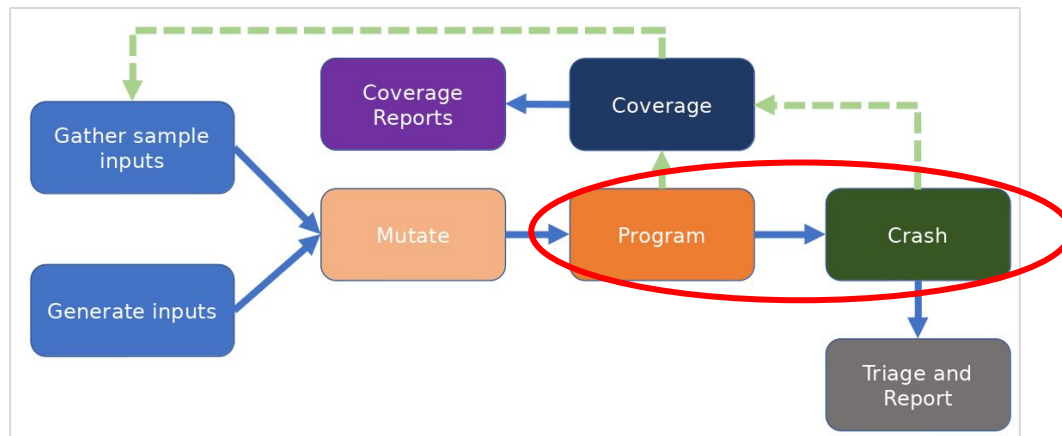 Coverage
Reports
Coverage
Gather sample
inputs
Mutate
Program
Crash
Generate inputs
Triage and
Report